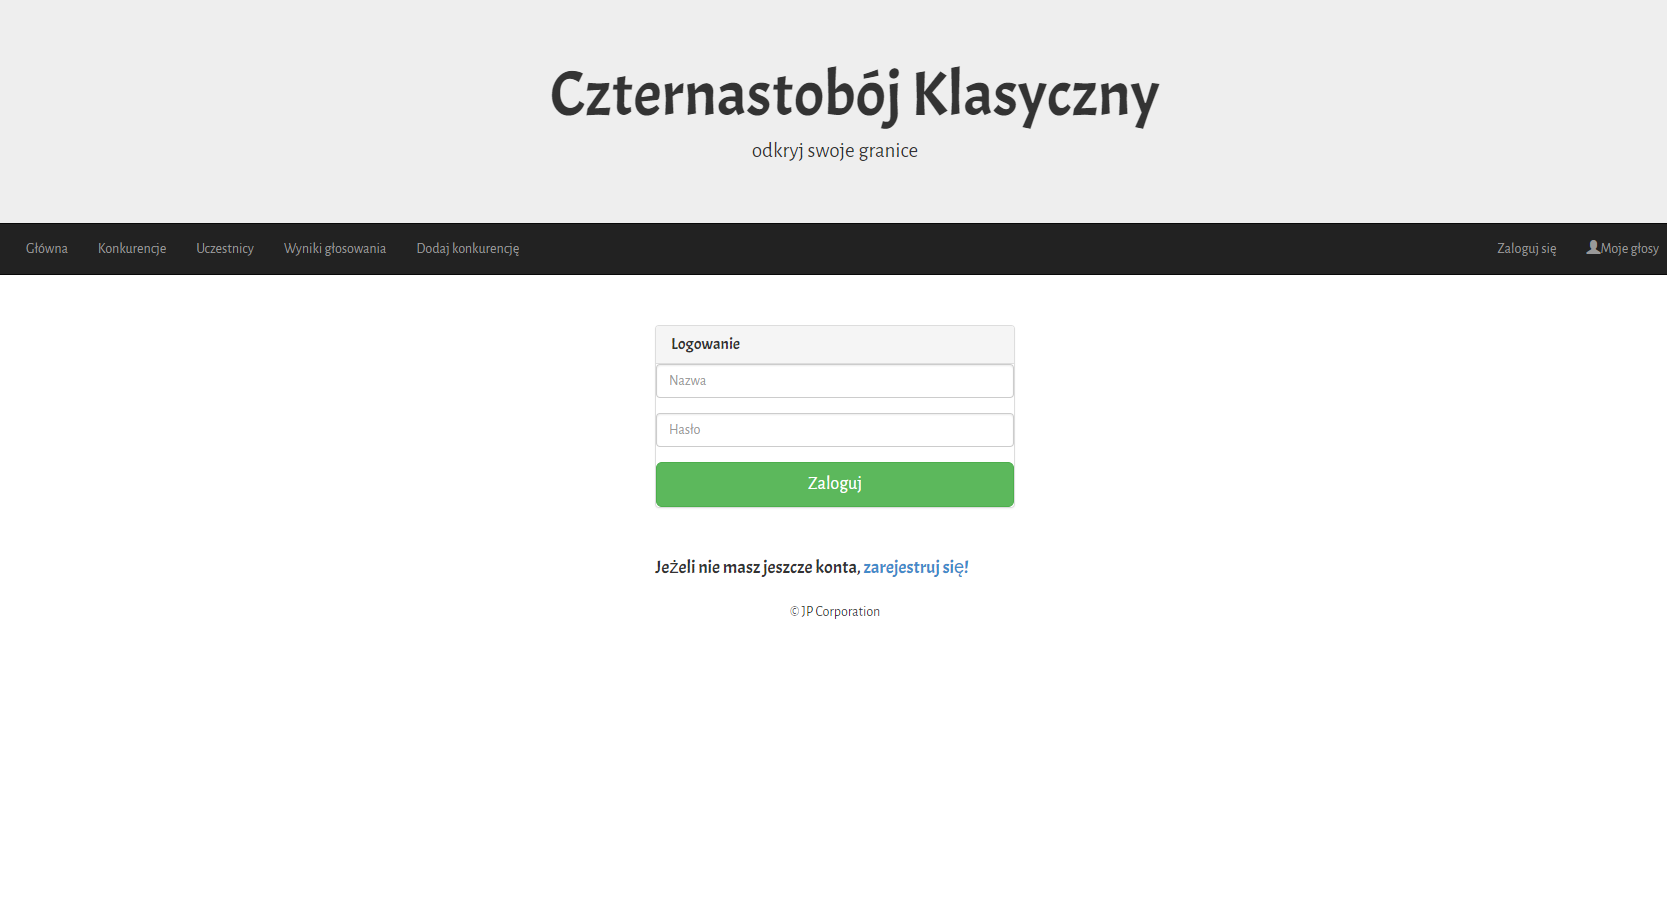 Czternastobój Klasyczny
odkryj swoje granice
Główna Konkurencje Uczestnicy Wyniki głosowania Dodaj konkurencję Zaloguj się Moje głosy
Logowanie
Nazwa
Hasło
Zaloguj
Jeżeli nie masz jeszcze konta, zarejestruj się!
© JP Corporation